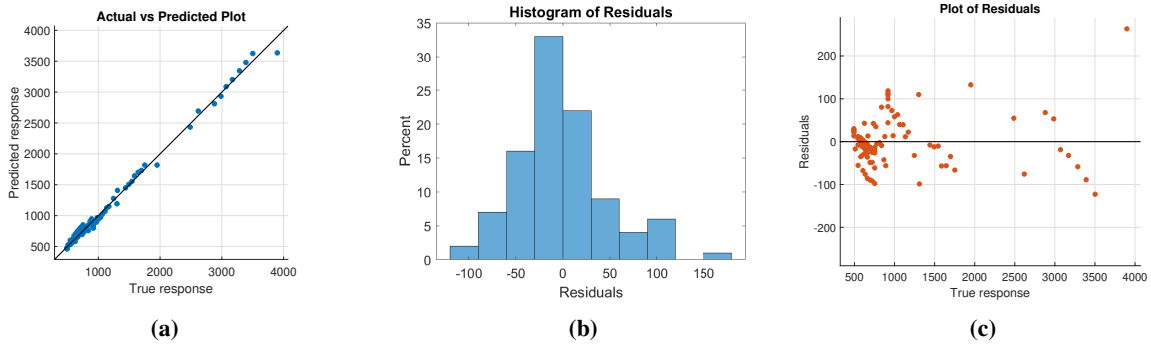 Actual vs Predicted Plot
4000
3500
3000
2500
2000
1500
1000
500
Predicted response
1000
2000
3000
4000
True response
(a)
Histogram of Residuals
35
30
25
20
15
10
5
0
Percent
-100
-50
0
50
100
150
Residuals
(b)
Plot of Residuals
200
100
0
-100
-200
Residuals
500 1000 1500 2000 2500 3000 3500 4000
True response
(c)